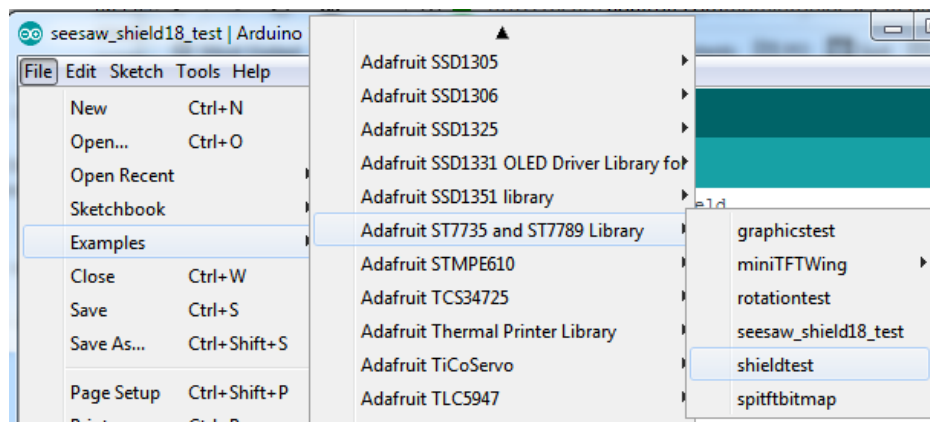 seesaw_shield18_test | Arduino
File Edit Sketch Tools Help
New Ctrl+N
Open... Ctrl+O
Open Recent
Sketchbook
Examples
Close Ctrl+W
Save Ctrl+S
Save As... Ctrl+Shift+S
Page Setup Ctrl+Shift+P
Adafruit SSD1305
Adafruit SSD1306
Adafruit SSD1325
Adafruit SSD1331 OLED Driver Library for
Adafruit SSD1351 library
Adafruit ST7735 and ST7789 Library
Adafruit STMPE610
Adafruit TCS34725
Adafruit Thermal Printer Library
Adafruit TiCoServo
Adafruit TLC5947
graphicstest
miniTFTWing
rotationtest
seesaw_shield18_test
shieldtest
spitftbitmap